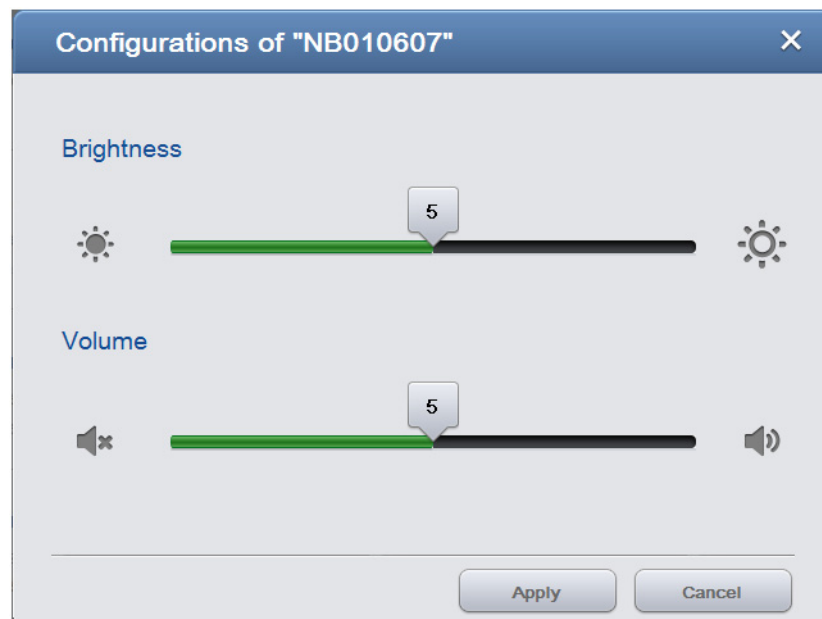 Configurations of "NB010607"
Brightness
5
Volume
5
Apply Cancel